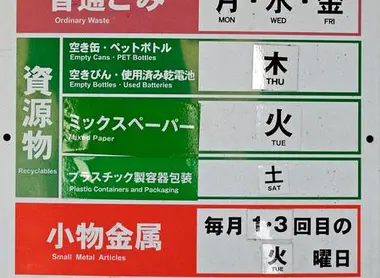 普通ごみ
Ordinary Waste
月・水・金
MON WED FRI
資源物
Recyclables
空き缶・ペットボトル
Empty Cans・PET Bottles
空きびん・使用済み乾電池
Empty Bottles・Used Batteries
木
THU
ミックスペーパー
Mixed Paper
火
TUE
プラスチック製容器包装
Plastic Containers and Packaging
土
SAT
小物金属
Small Metal Articles
毎月1・3回目の
火曜日
TUE